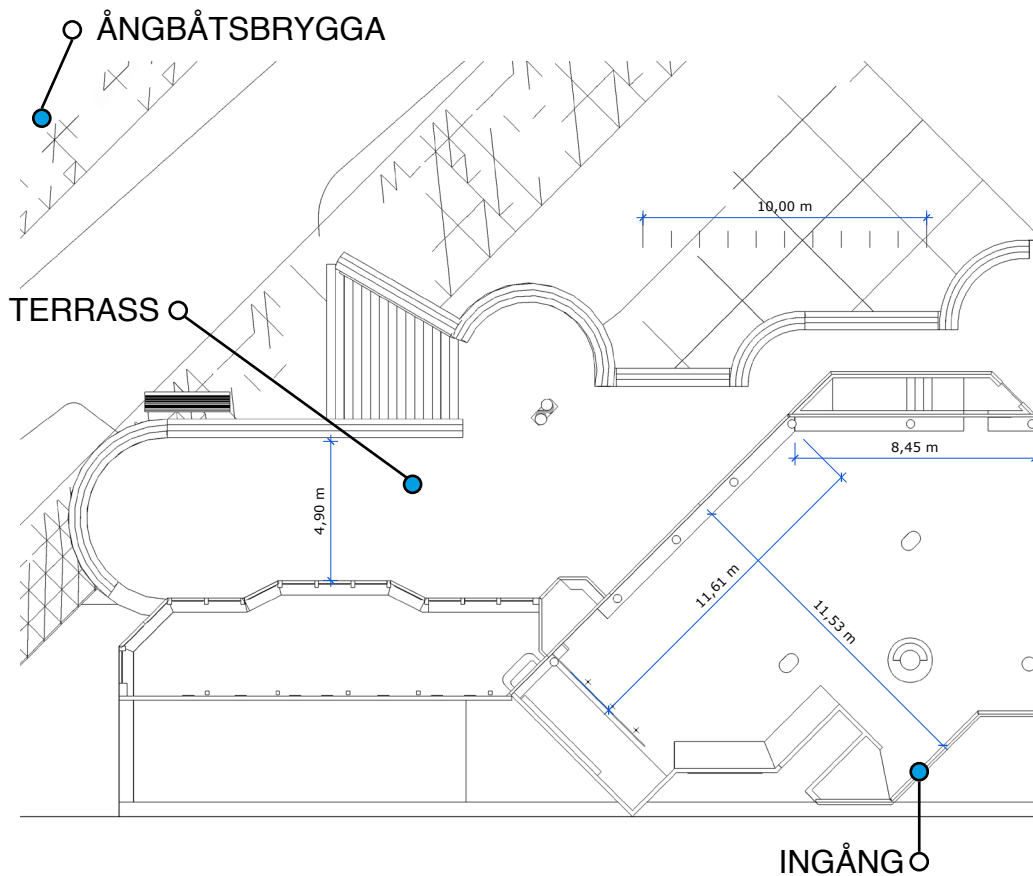 ÅNGBÅTSBRYGGA
10,00 m
TERRASS
8,45 m
4,90 m
11,61 m
11,53 m
INGÅNG